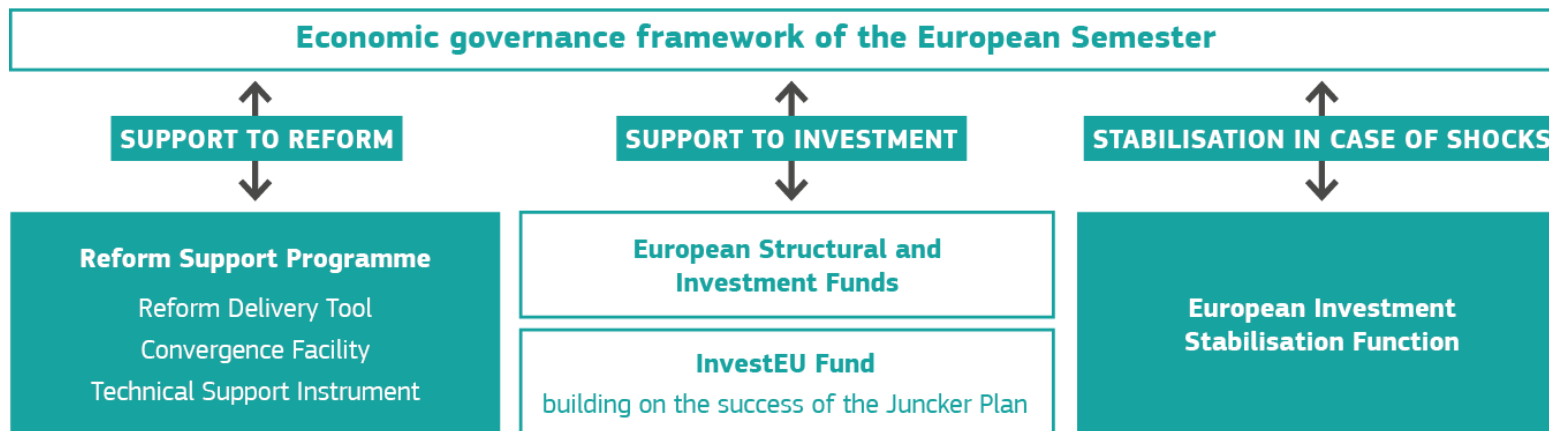 Economic governance framework of the European Semester
SUPPORT TO REFORM
SUPPORT TO INVESTMENT
STABILISATION IN CASE OF SHOCKS
Reform Support Programme
Reform Delivery Tool
Convergence Facility
Technical Support Instrument
European Structural and
Investment Funds
InvestEU Fund
building on the success of the Juncker Plan
European Investment
Stabilisation Function